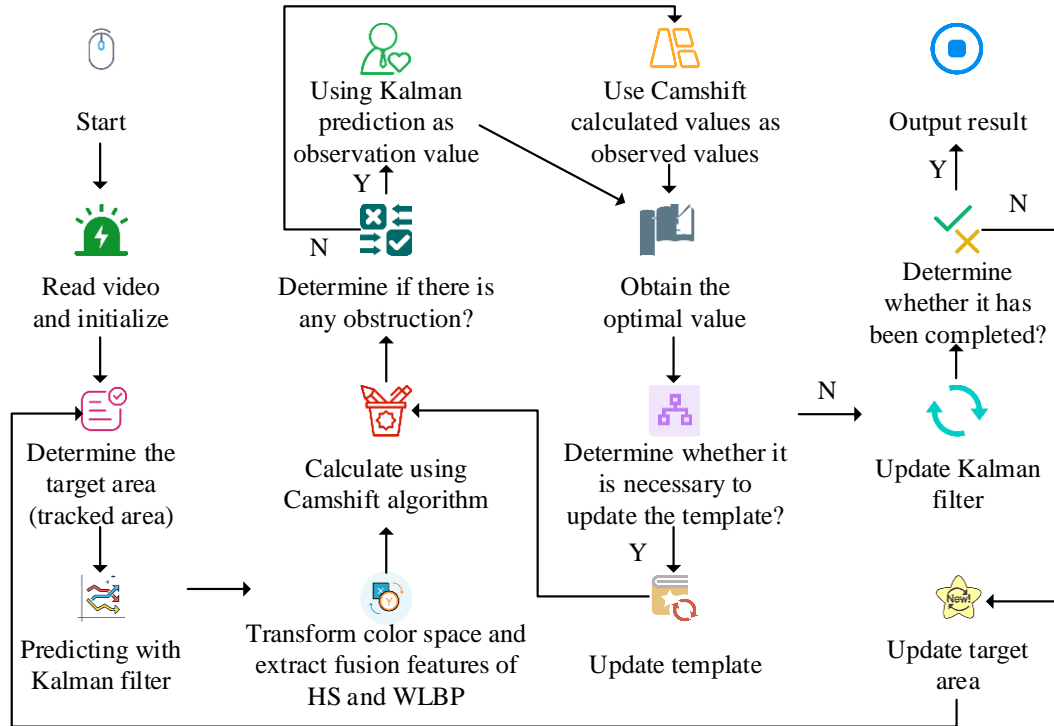 Start
Read video
and initialize
Determine the
target area
(tracked area)
Predicting with
Kalman filter
Using Kalman
prediction as
observation value
Y
N
Determine if there is
any obstruction?
Calculate using
Camshift algorithm
X
Y
Transform color space and
extract fusion features of
HS and WLBP
Use Camshift
calculated values as
observed values
Obtain the
optimal value
Determine whether it
is necessary to
update the template?
N
Y
Update template
Output result
Y
N
Determine
whether it has
been completed?
Update Kalman
filter
New!
Update target
area